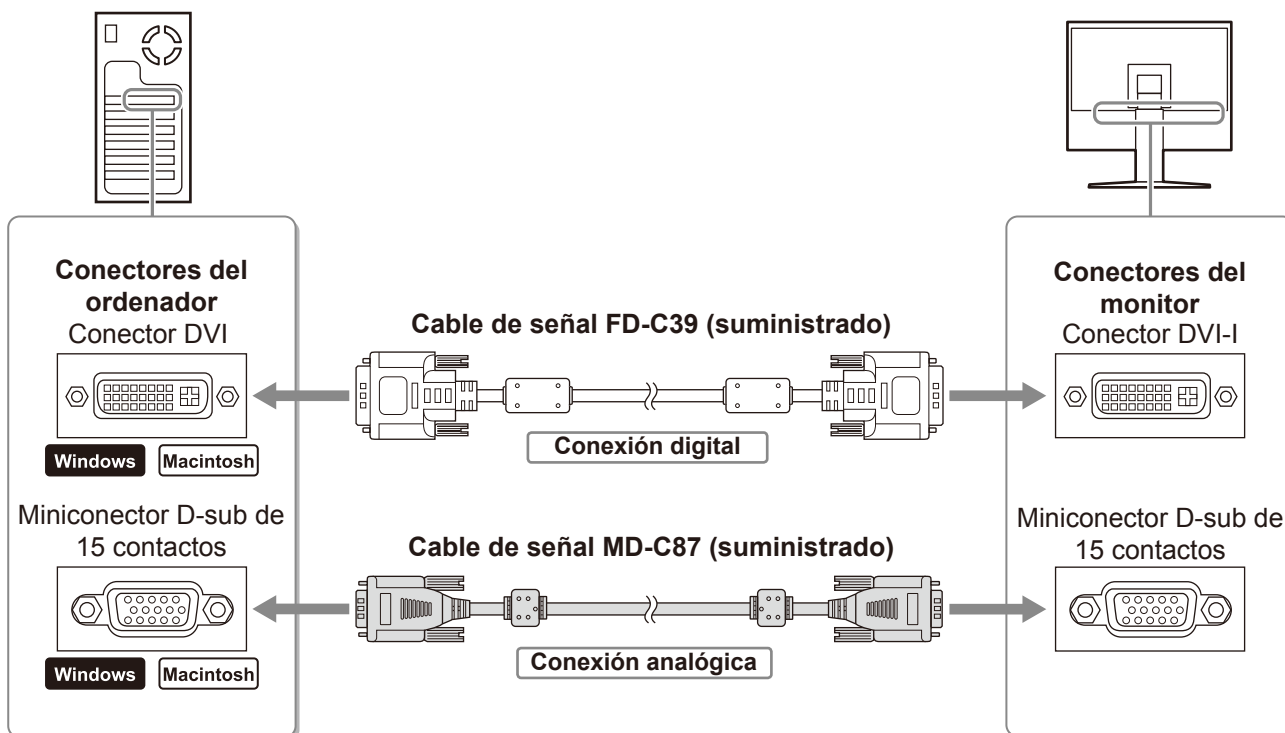 Conectores del
ordenador
Conector DVI
Windows Macintosh
Miniconector D-sub de
15 contactos
Windows Macintosh
Cable de señal FD-C39 (suministrado)
Conexión digital
Cable de señal MD-C87 (suministrado)
Conexión analógica
Conectores del
monitor
Conector DVI-I
Miniconector D-sub de
15 contactos